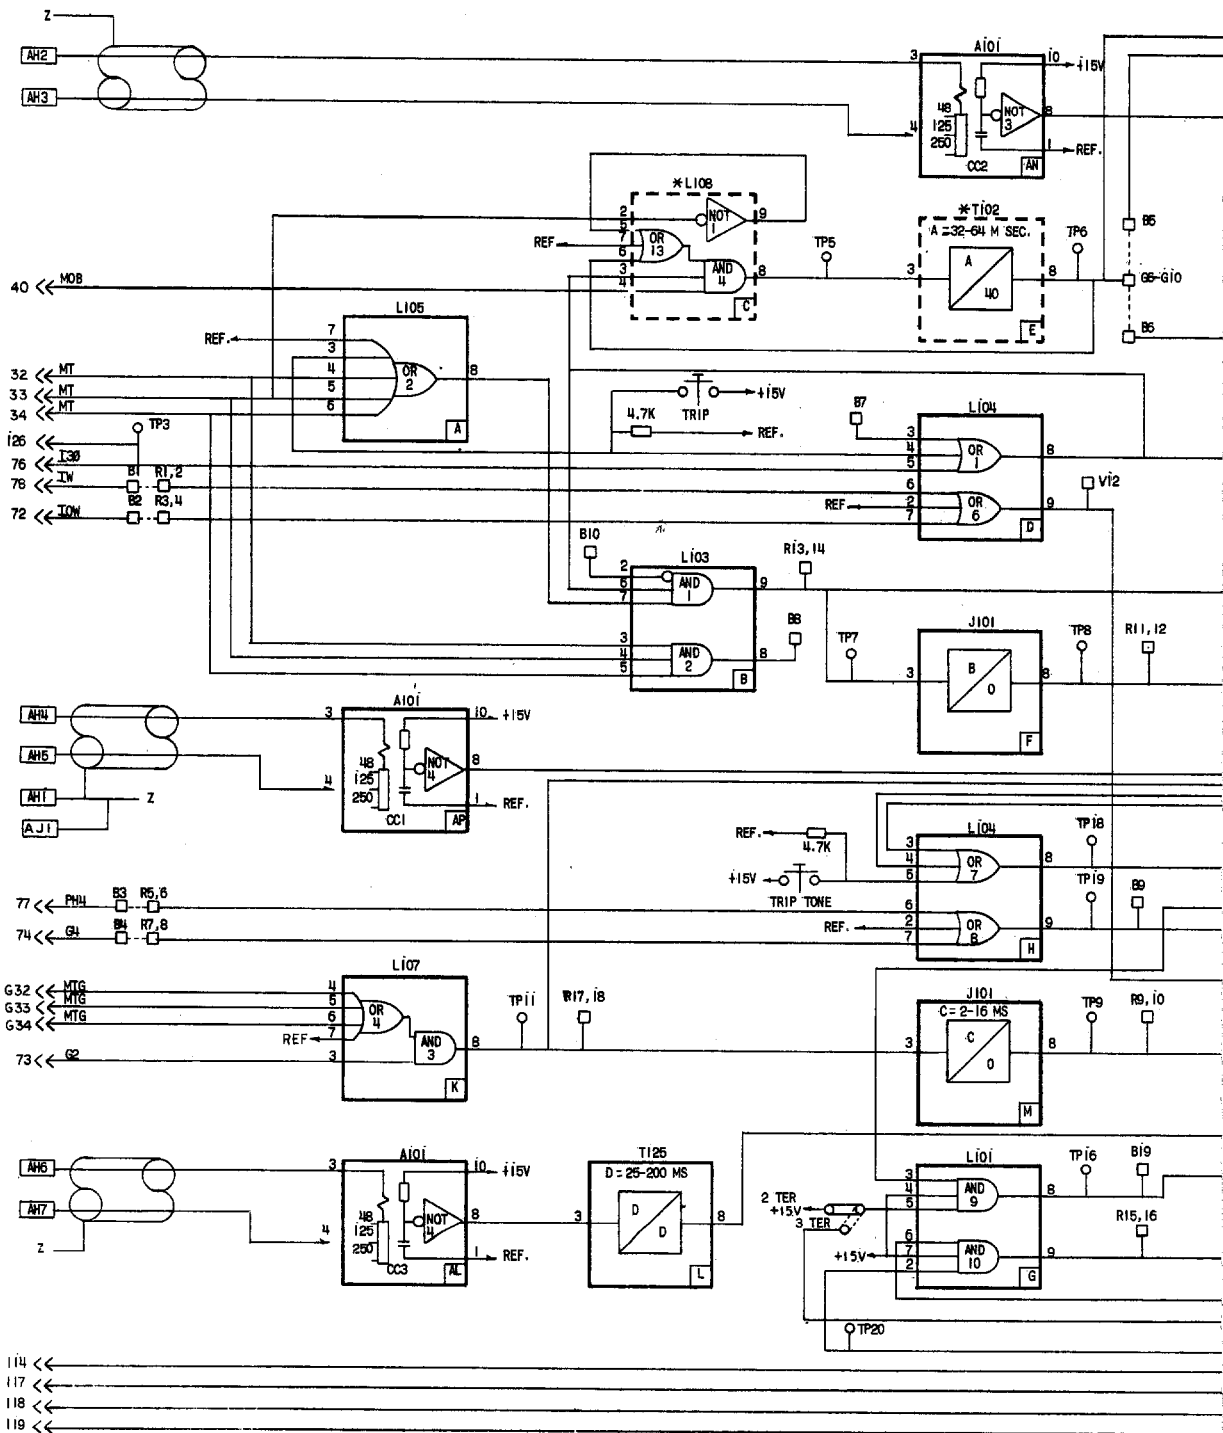 Z
AH2
AH3
A101
3
4
48
125
250
CC2
NOT 3
10
+15V
8
1
REF.
AN
*L108
2
5
7
6
3
4
REF
NOT 1
9
OR 13
AND 4
8
C
TP5
*T102
A =32-64 M SEC.
3
A
40
8
E
TP6
B5
G5-G10
B6
40
MOB
L105
REF.
7
3
4
5
6
OR 2
8
A
32 MT
33 MT
34 MT
126
TP3
76 I3Ø
78 IW
B1 R1,2
72 IOW
B2 R3,4
TRIP
+15V
4.7K
REF.
B7
L104
3
4
5
OR 1
8
6
2
7
REF
OR 6
9
D
V12
B10
L103
2
6
7
AND 1
9
3
4
5
AND 2
8
B
R13,14
B8
TP7
J101
3
B
0
8
F
TP8
R11,12
AH4
AH5
AH1
AJ1
Z
A101
3
4
48
125
250
CC1
NOT 4
10
+15V
8
1
REF.
AP
REF.
4.7K
+15V
TRIP TONE
L104
3
4
5
OR 7
8
6
2
7
REF.
OR 8
9
H
TP18
TP19
B9
77 PH4
B3 R5,6
74 G4
B4 R7,8
L107
G32 MTG
G33 MTG
G34 MTG
REF
73 G2
4
5
6
7
3
OR 4
AND 3
8
K
TP11
R17,18
J101
C= 2-16 MS
3
C
0
8
M
TP9
R9,10
AH6
AH7
Z
A101
3
4
48
125
250
CC3
NOT 4
10
+15V
8
1
REF.
AL
T125
D = 25-200 MS
3
D
D
8
L
2 TER
+15V
3 TER
+15V
L101
3
4
5
AND 9
8
6
7
2
AND 10
9
G
TP16
B19
R15,16
TP20
114
117
118
119